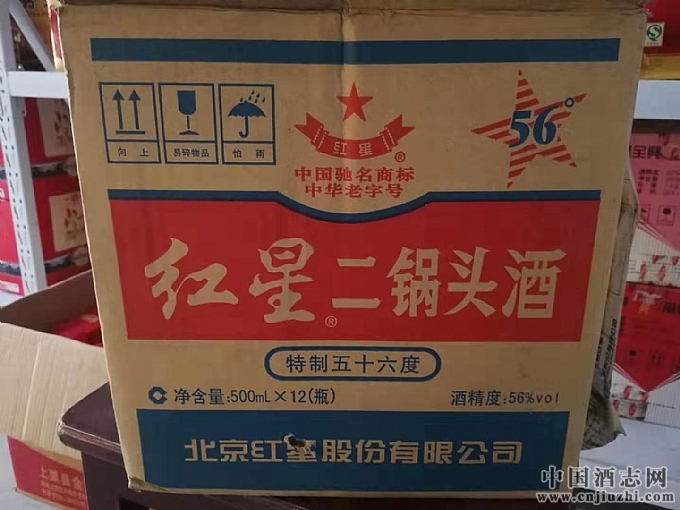 向上
易碎物品
怕雨
红星®
中国驰名商标
中华老字号
56°
红星®二锅头酒
特制五十六度
净含量:500mL×12(瓶)
酒精度:56%vol
北京红星股份有限公司
中国酒志网
www.cnjiuzhi.com